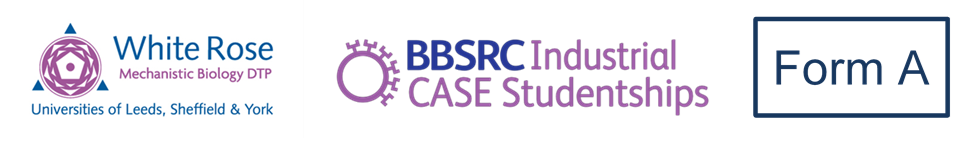 White Rose
Mechanistic Biology DTP
Universities of Leeds, Sheffield & York
BBSRC Industrial
CASE Studentships
Form A